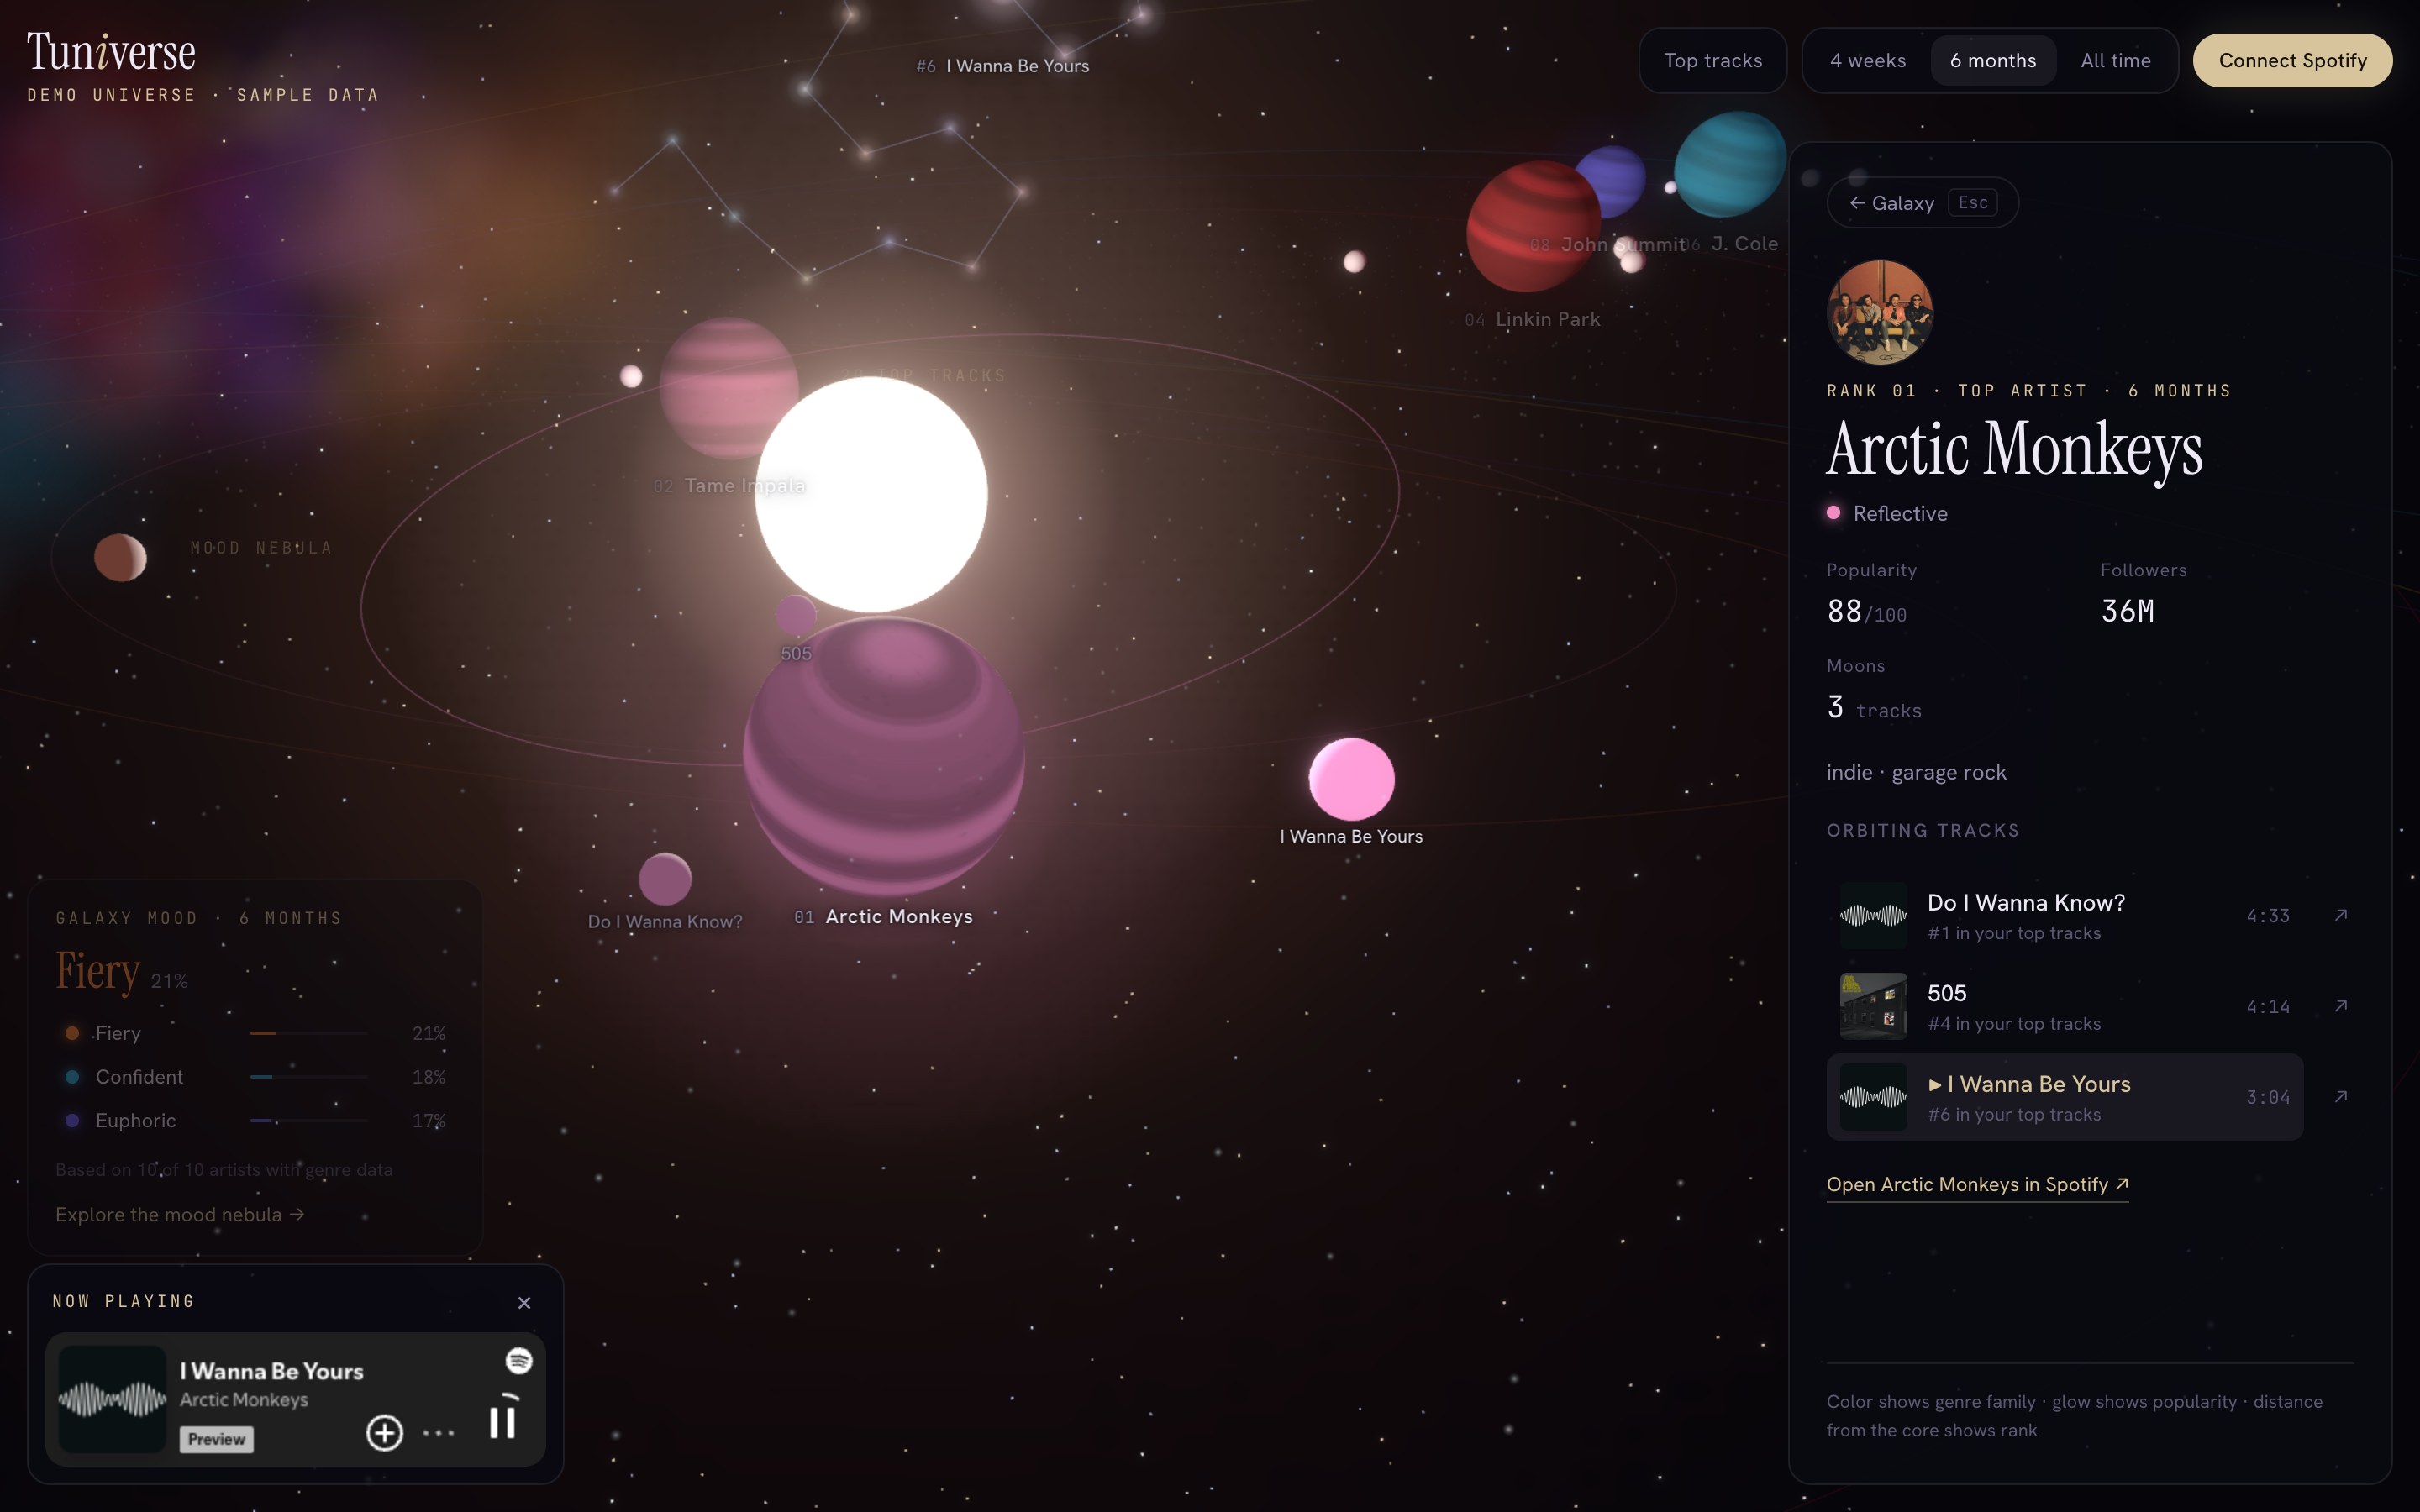 Tuniverse
DEMO UNIVERSE · SAMPLE DATA
#6 I Wanna Be Yours
Top tracks
4 weeks
6 months
All time
Connect Spotify
← Galaxy Esc
08 John Summit
06 J. Cole
04 Linkin Park
20 TOP TRACKS
02 Tame Impala
MOOD NEBULA
505
I Wanna Be Yours
Do I Wanna Know?
01 Arctic Monkeys
RANK 01 · TOP ARTIST · 6 MONTHS
Arctic Monkeys
Reflective
Popularity
88/100
Followers
36M
Moons
3 tracks
indie · garage rock
ORBITING TRACKS
Do I Wanna Know?
#1 in your top tracks
4:33 ↗
505
#4 in your top tracks
4:14 ↗
▶ I Wanna Be Yours
#6 in your top tracks
3:04 ↗
Open Arctic Monkeys in Spotify ↗
Color shows genre family · glow shows popularity · distance
from the core shows rank
GALAXY MOOD · 6 MONTHS
Fiery 21%
Fiery 21%
Confident 18%
Euphoric 17%
Based on 10 of 10 artists with genre data
Explore the mood nebula →
NOW PLAYING
I Wanna Be Yours
Arctic Monkeys
Preview